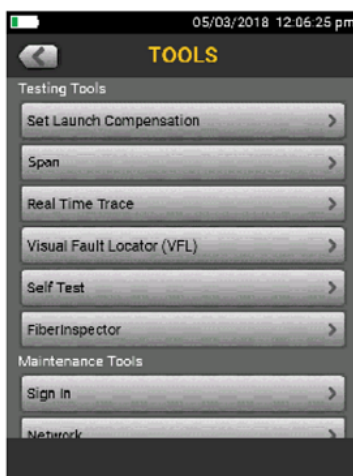 05/03/2018 12:06:25 pm
TOOLS
Testing Tools
Set Launch Compensation
Span
Real Time Trace
Visual Fault Locator (VFL)
Self Test
FiberInspector
Maintenance Tools
Sign In
Network